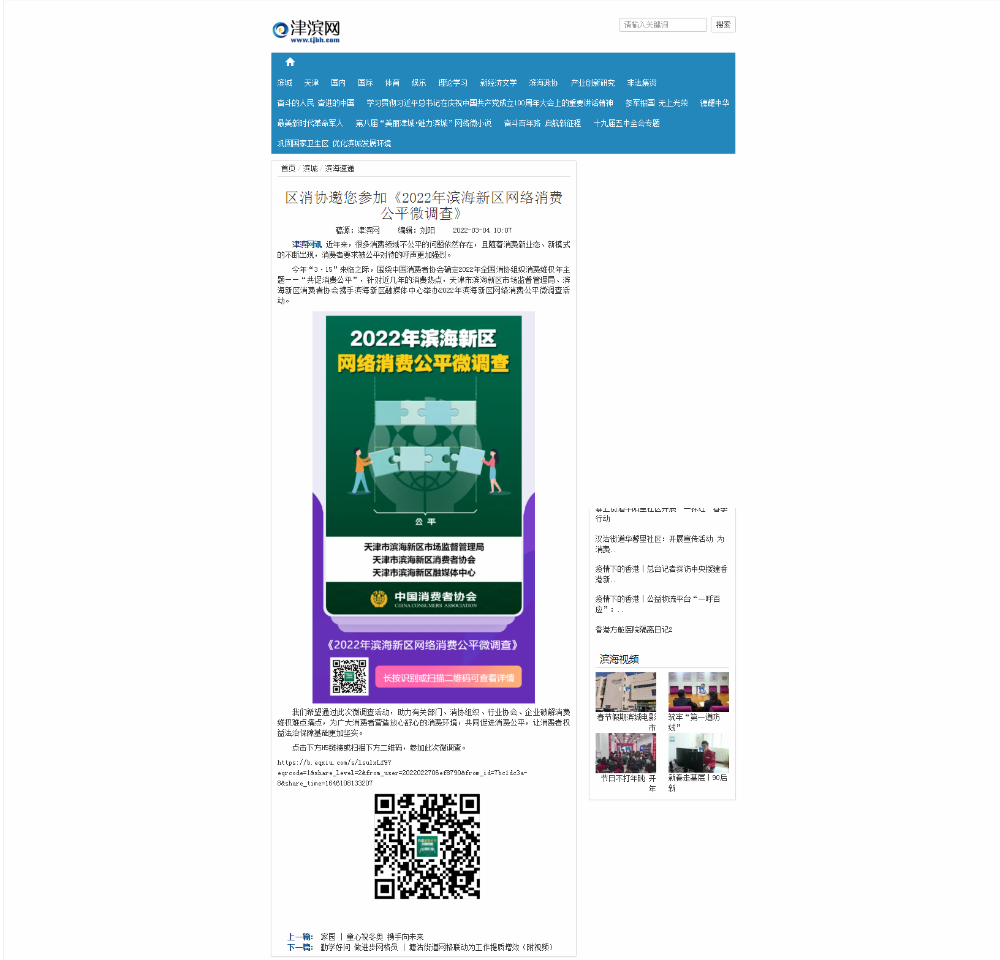 津滨网
www.tjbh.com
请输入关键词 搜索
滨城 天津 国内 国际 体育 娱乐 理论学习 新经济文学 滨海政协 产业创新研究 非法集资
奋斗的人民 奋进的中国 学习贯彻习近平总书记在庆祝中国共产党成立100周年大会上的重要讲话精神 参军报国 无上光荣 德耀中华
最美新时代革命军人 第八届“美丽津城·魅力滨城”网络微小说 奋斗百年路 启航新征程 十九届五中全会专题
巩固国家卫生区 优化滨城发展环境
首页 / 滨城 / 滨海速递
区消协邀您参加《2022年滨海新区网络消费
公平微调查》
稿源：津滨网 编辑：刘阳 2022-03-04 10:07
津滨网讯 近年来，很多消费领域不公平的问题依然存在，且随着消费新业态、新模式
的不断出现，消费者要求被公平对待的呼声更加强烈。
今年“3·15”来临之际，围绕中国消费者协会确定2022年全国消协组织消费维权年主
题——“共促消费公平”，针对近几年的消费热点，天津市滨海新区市场监督管理局、滨
海新区消费者协会携手滨海新区融媒体中心举办2022年滨海新区网络消费公平微调查活
动。
2022年滨海新区
网络消费公平微调查
公 平
天津市滨海新区市场监督管理局
天津市滨海新区消费者协会
天津市滨海新区融媒体中心
中国消费者协会
CHINA CONSUMERS ASSOCIATION
《2022年滨海新区网络消费公平微调查》
长按识别或扫描二维码可查看详情
我们希望通过此次微调查活动，助力有关部门、消协组织、行业协会、企业破解消费
维权难点痛点，为广大消费者营造放心舒心的消费环境，共同促进消费公平，让消费者权
益法治保障基础更加坚实。
点击下方H5链接或扫描下方二维码，参加此次微调查。
https://b.eqxiu.com/s/lsu1xLf9?
eqrcode=1&share_level=2&from_user=2022022706ef8790&from_id=7bc1dc3a-
8&share_time=1646108133207
上一篇： 家园 | 童心祝冬奥 携手向未来
下一篇： 勤学好问 做进步网格员 | 塘沽街道网格联动为工作提质增效（附视频）
行动
汉沽街道华馨里社区：开展宣传活动 为
消费..
疫情下的香港丨总台记者探访中央援建香
港新..
疫情下的香港丨公益物流平台“一呼百
应”：..
香港方舱医院隔离日记2
滨海视频
春节假期滨城电影
市
筑牢“第一道防
线”
节日不打年盹 开
年
新春走基层丨90后
新